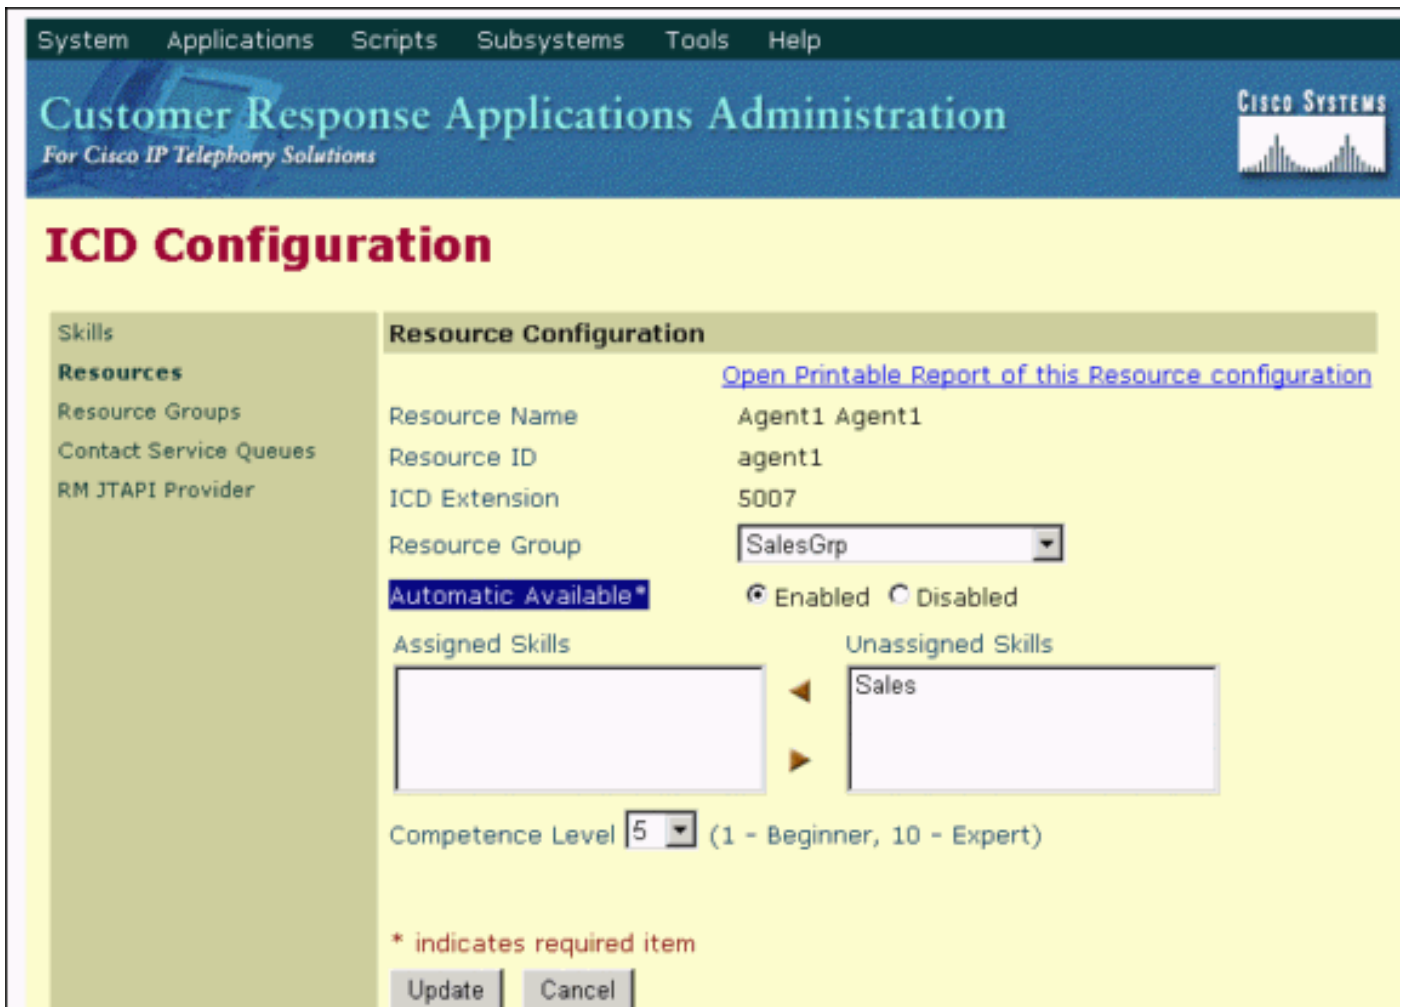 System Applications Scripts Subsystems Tools Help
Customer Response Applications Administration
For Cisco IP Telephony Solutions
CISCO SYSTEMS
ICD Configuration
Skills
Resources
Resource Groups
Contact Service Queues
RM JTAPI Provider
Resource Configuration
Open Printable Report of this Resource configuration
Resource Name Agent1 Agent1
Resource ID agent1
ICD Extension 5007
Resource Group SalesGrp
Automatic Available* Enabled Disabled
Assigned Skills Unassigned Skills
Sales
Competence Level 5 (1 - Beginner, 10 - Expert)
* indicates required item
Update Cancel